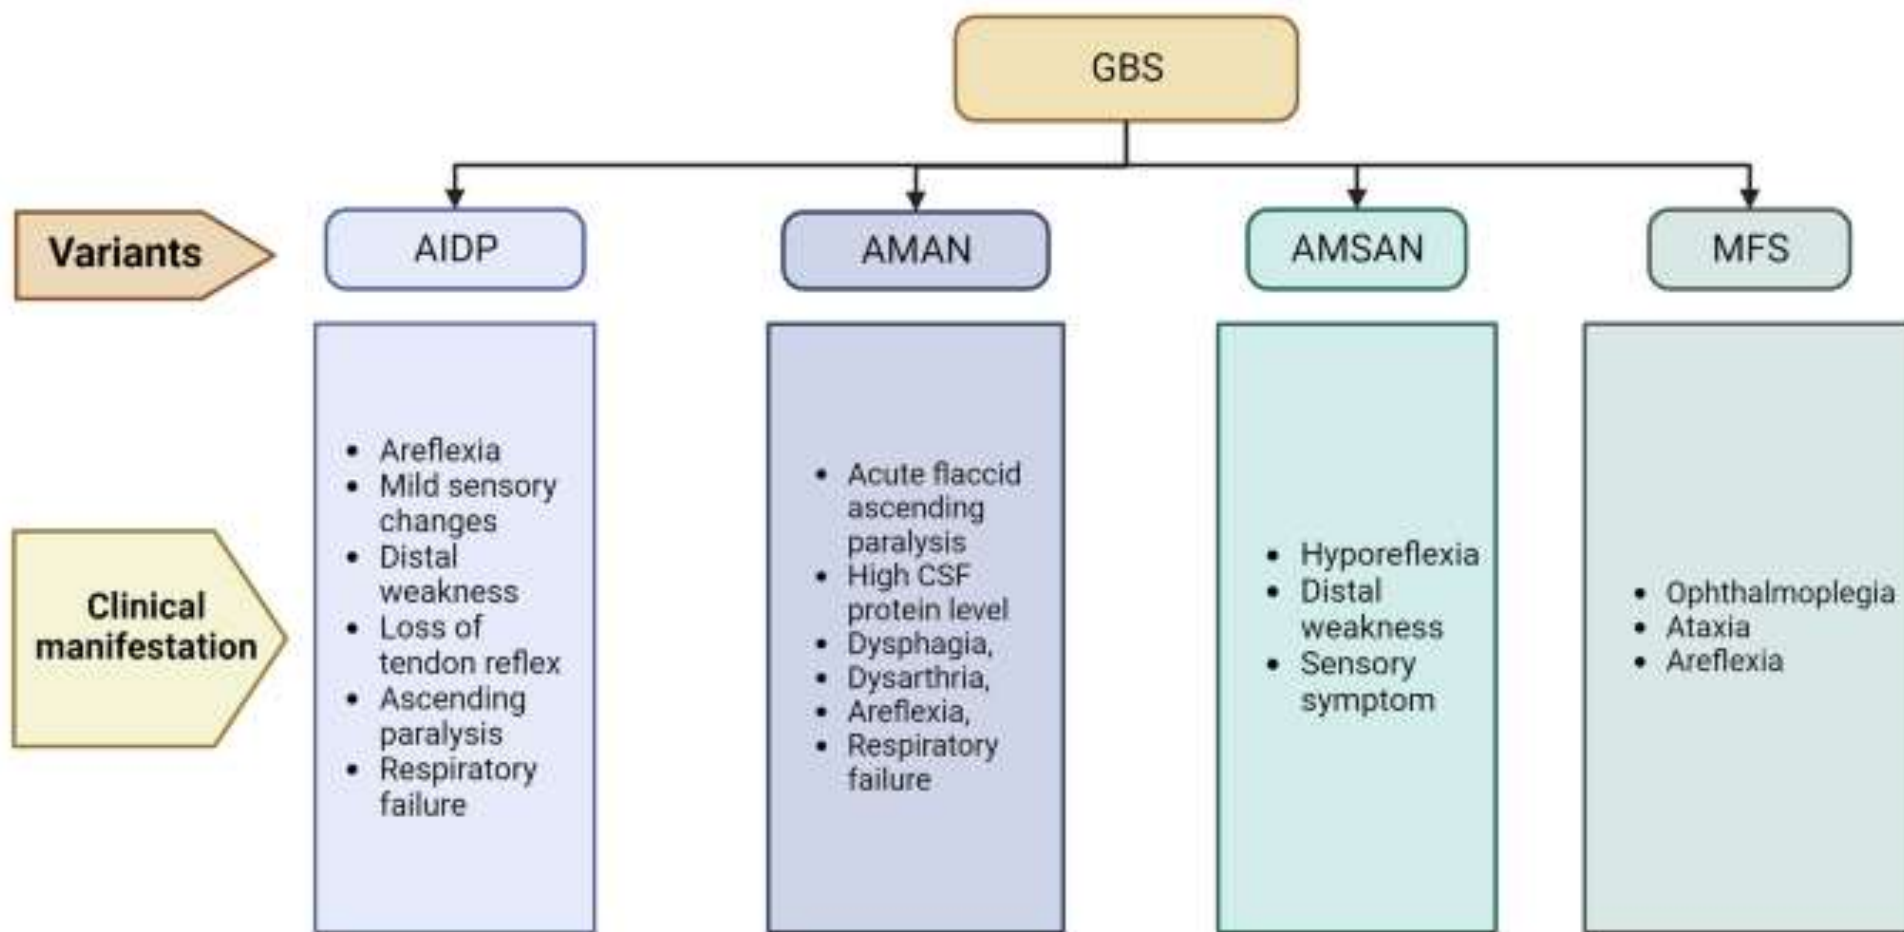 GBS
Variants
AIDP
AMAN
AMSAN
MFS
Clinical
manifestation
• Areflexia
• Mild sensory
changes
• Distal
weakness
• Loss of
tendon reflex
• Ascending
paralysis
• Respiratory
failure
• Acute flaccid
ascending
paralysis
• High CSF
protein level
• Dysphagia,
• Dysarthria,
• Areflexia,
• Respiratory
failure
• Hyporeflexia
• Distal
weakness
• Sensory
symptom
• Ophthalmoplegia
• Ataxia
• Areflexia